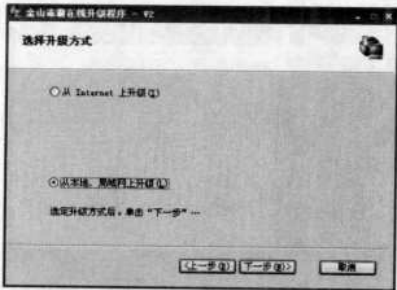 金山毒霸在线升级程序 - V2
选择升级方式
从 Internet 上升级(I)
从本地、局域网上升级(L)
选定升级方式后,单击“下一步”…
<上一步(B) 下一步(N)> 取消